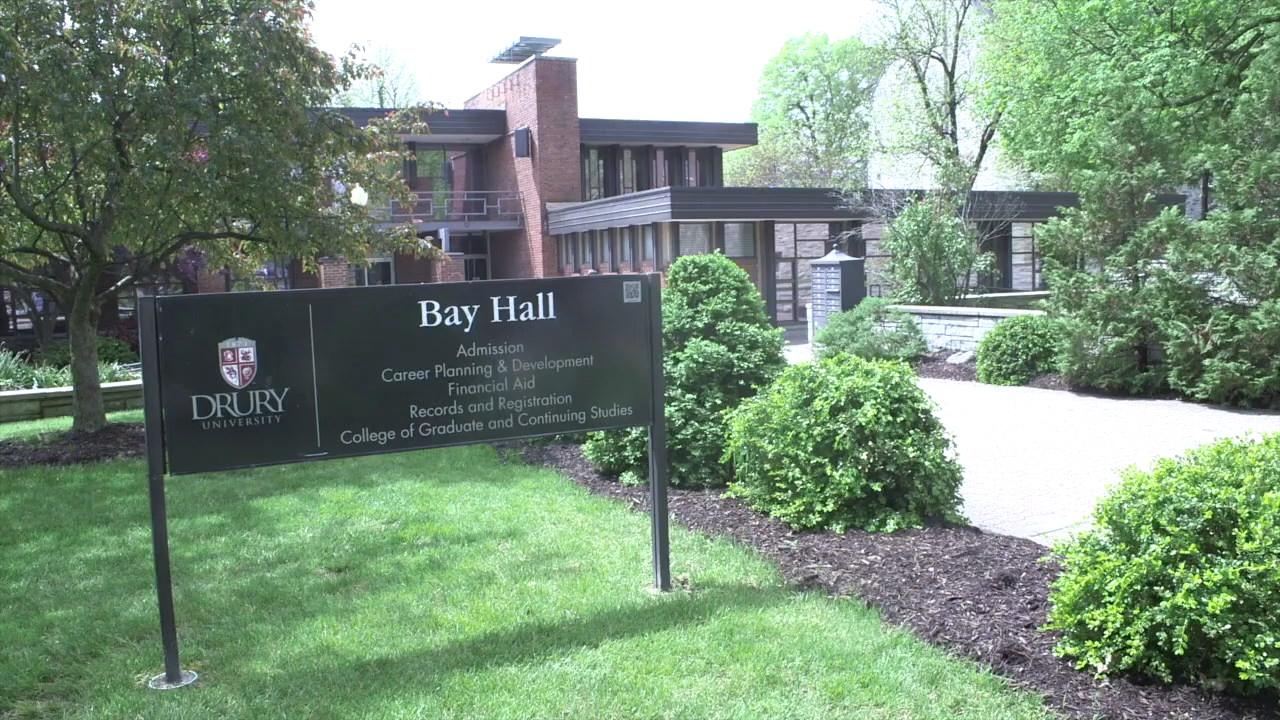 Bay Hall
Admission
Career Planning & Development
Financial Aid
Records and Registration
College of Graduate and Continuing Studies
1873
DRURY
UNIVERSITY